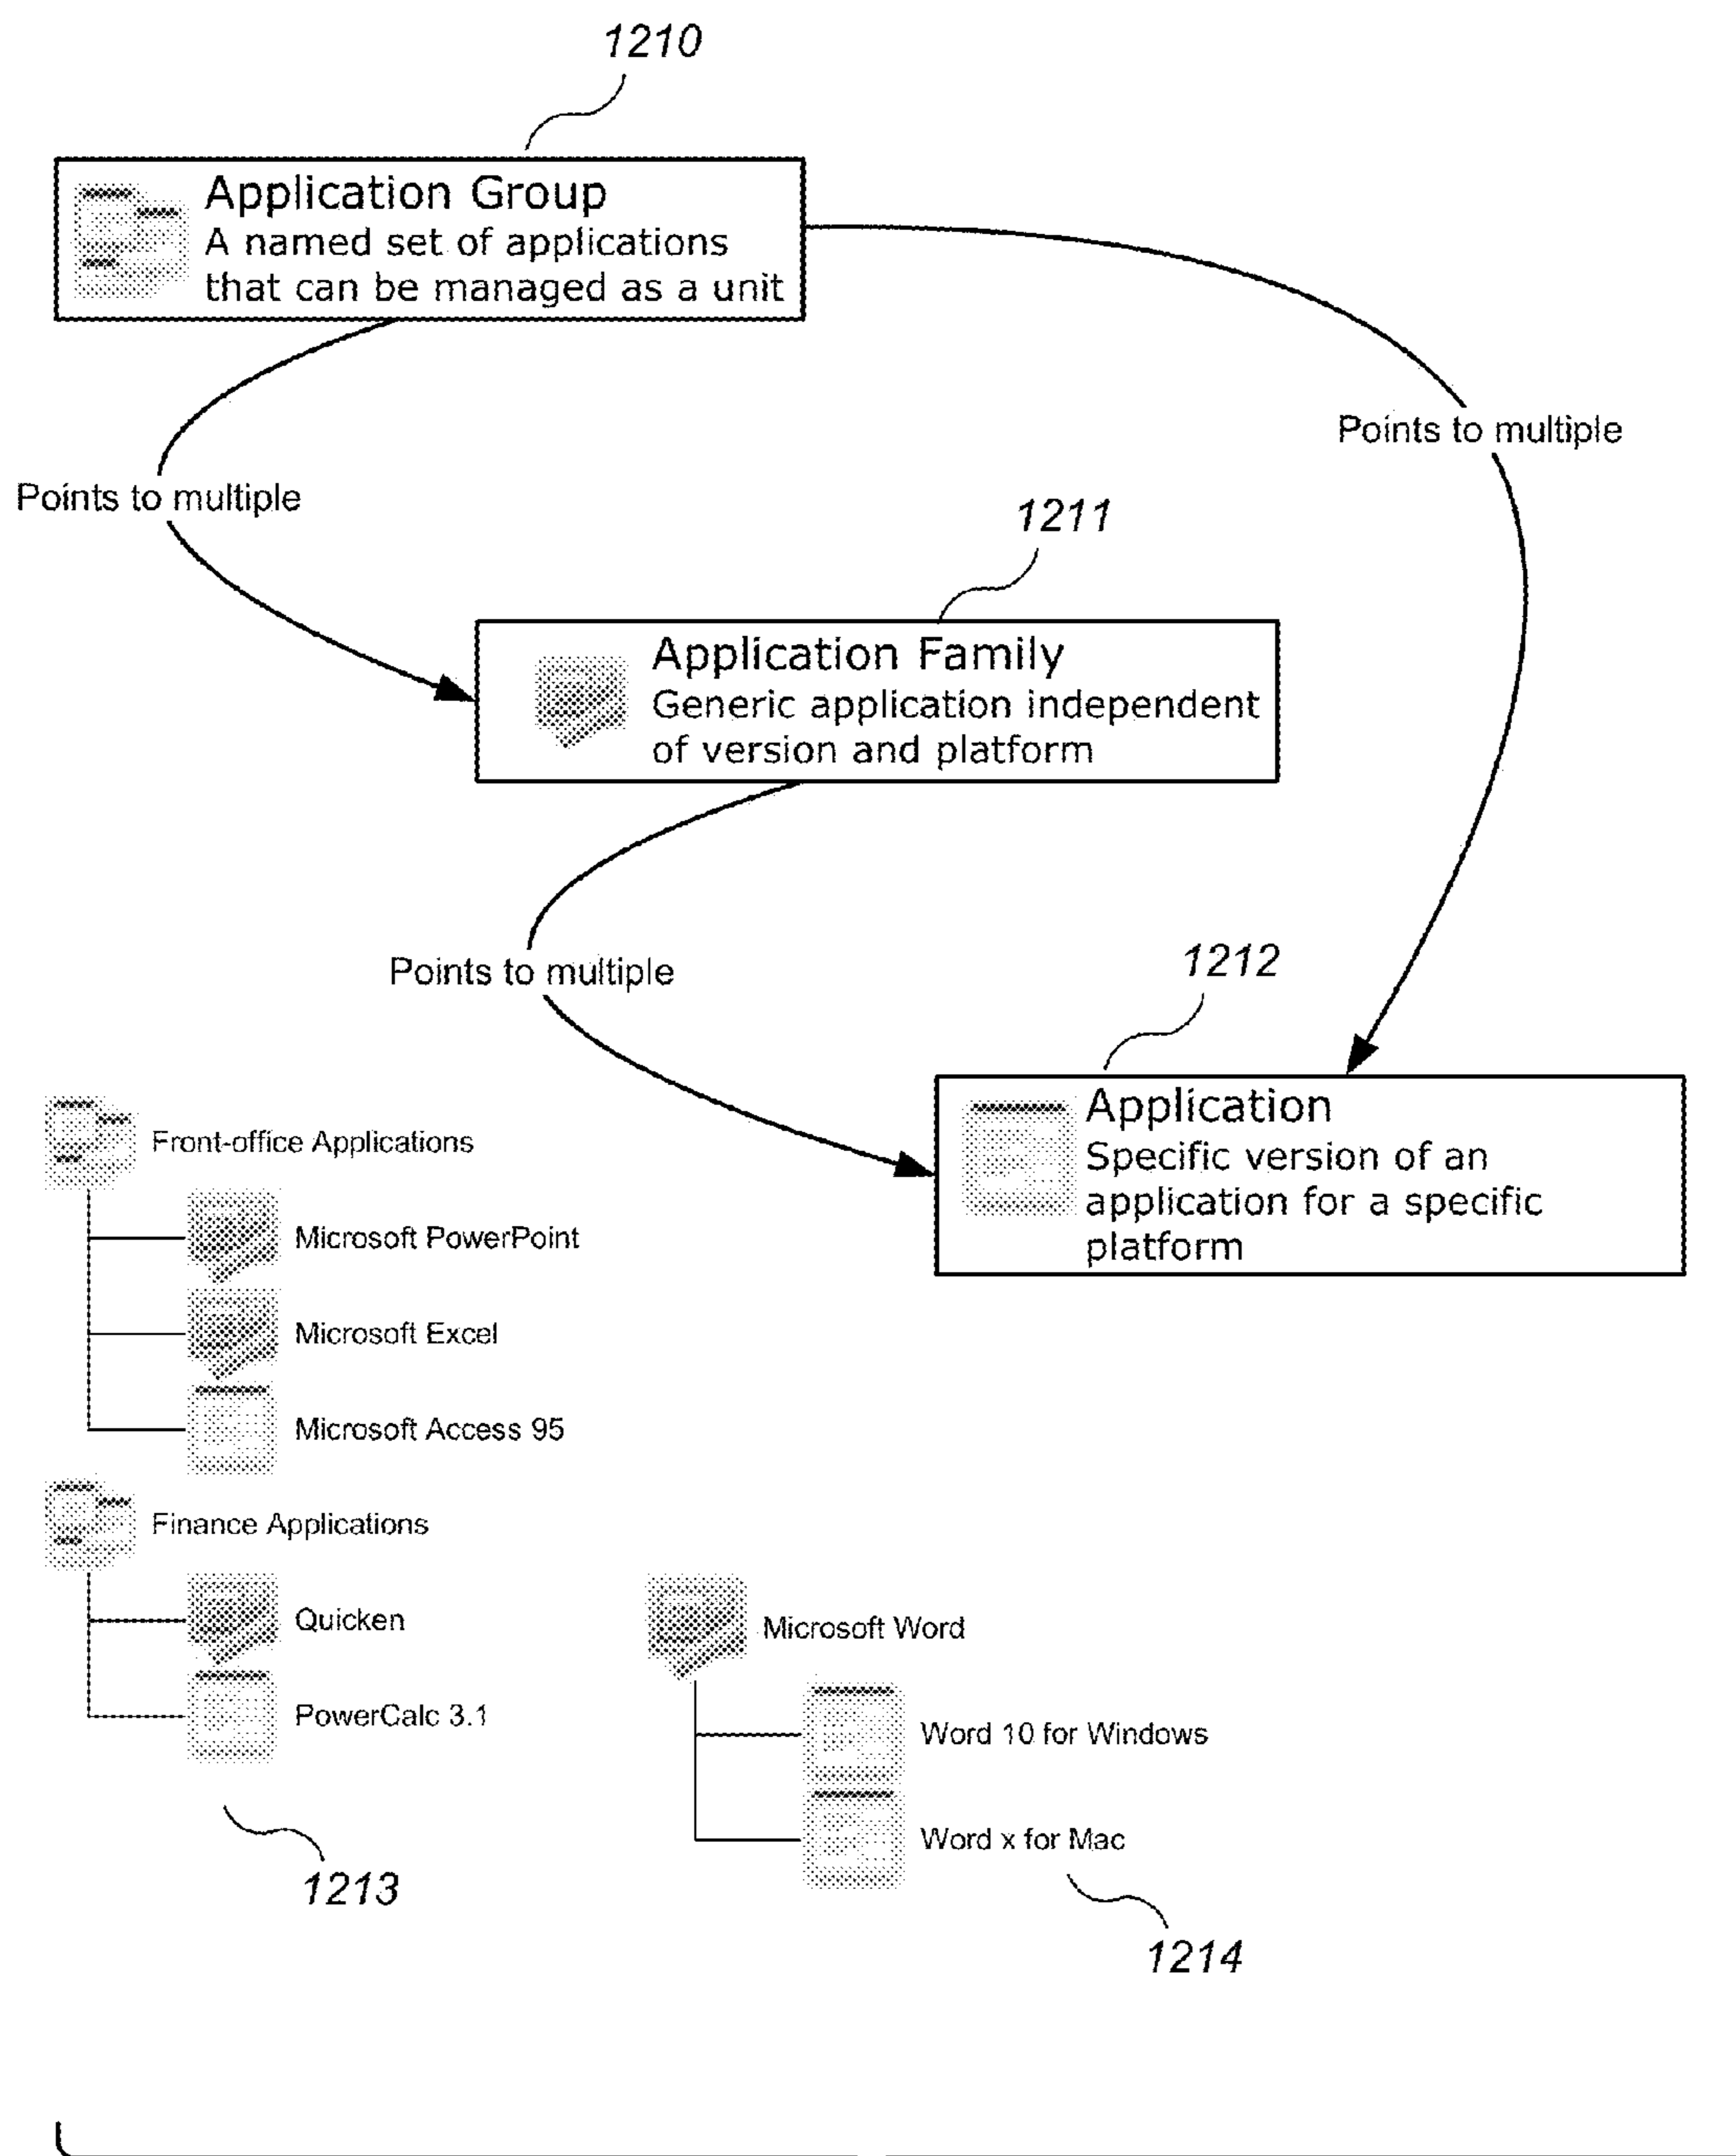 1210
Application Group
A named set of applications
that can be managed as a unit
Points to multiple
Points to multiple
1211
Application Family
Generic application independent
of version and platform
Points to multiple
1212
Application
Specific version of an
application for a specific
platform
Front-office Applications
Microsoft PowerPoint
Microsoft Excel
Microsoft Access 95
Finance Applications
Quicken
PowerCalc 3.1
1213
Microsoft Word
Word 10 for Windows
Word x for Mac
1214